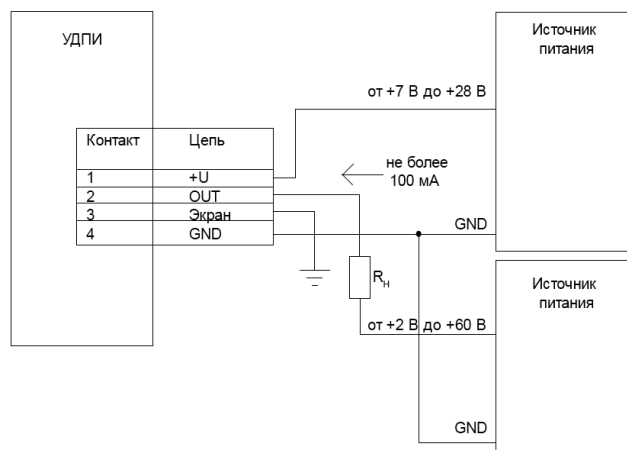 УДПИ
Источник
питания
от +7 В до +28 В
Контакт Цепь
1 +U
2 OUT
3 Экран
4 GND
не более
100 мА
GND
Rн
Источник
питания
от +2 В до +60 В
GND